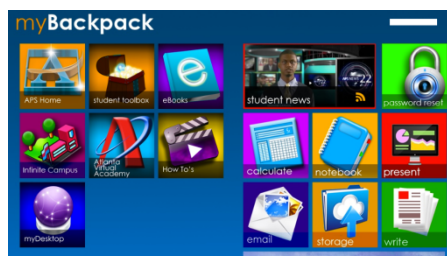 myBackpack
APS Home
student toolbox
eBooks
student news
password reset
Infinite Campus
Atlanta
Virtual
Academy
How To's
calculate
notebook
present
myDesktop
email
storage
write